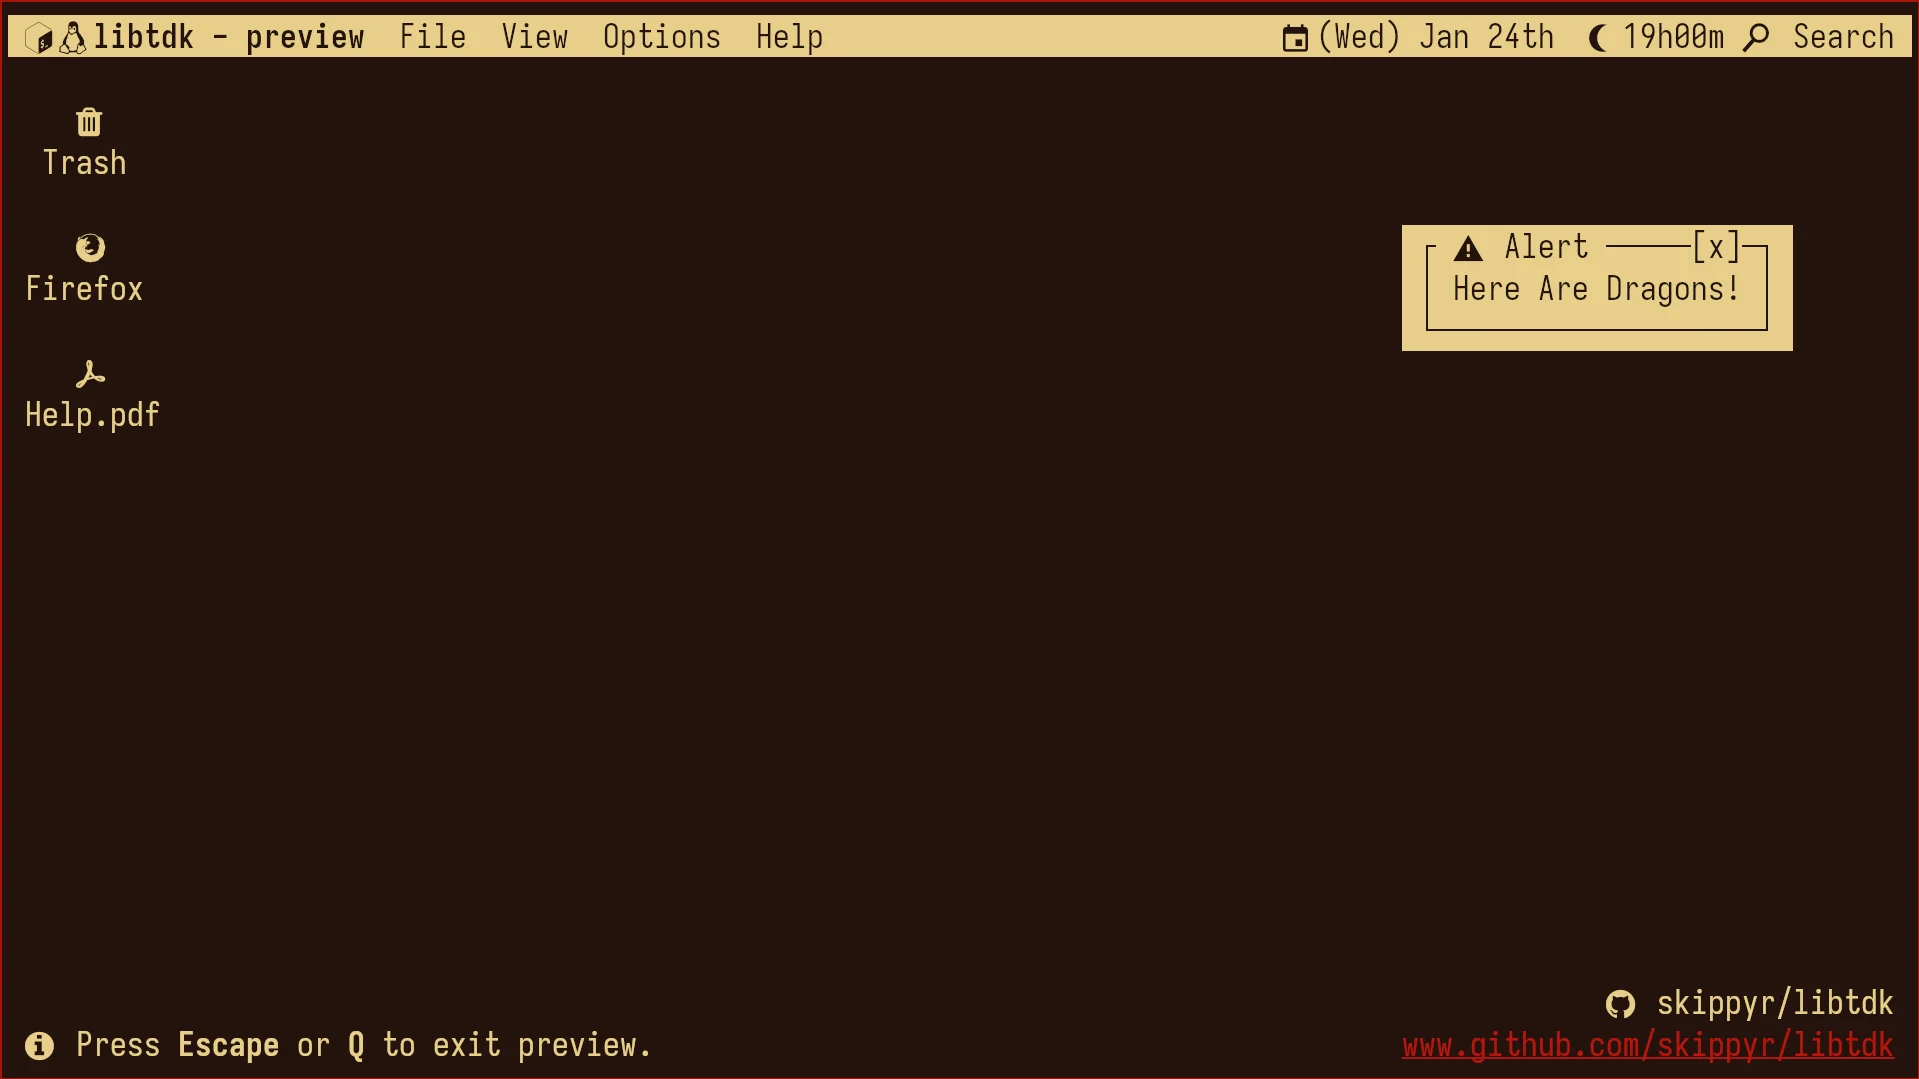 libtdk - preview File View Options Help (Wed) Jan 24th 19h00m Search
Trash
Firefox
Help.pdf
Alert [x]
Here Are Dragons!
skippyr/libtdk
Press Escape or Q to exit preview.
www.github.com/skippyr/libtdk